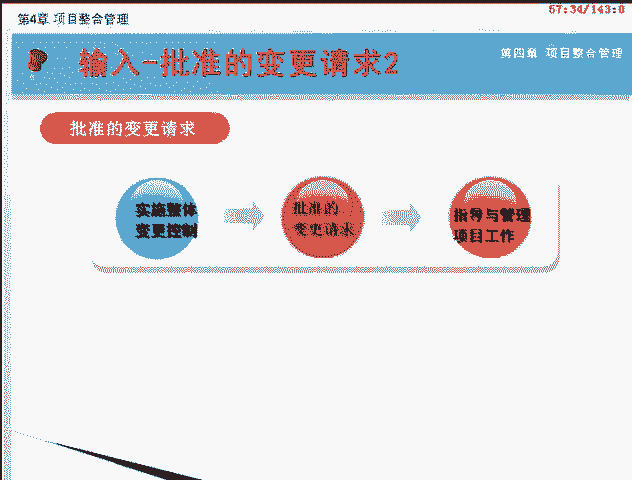 57:34/143:0
第4章 项目整合管理
输入-批准的变更请求2
第四章 项目整合管理
批准的变更请求
实施整体
变更控制
批准的
变更请求
指导与管理
项目工作